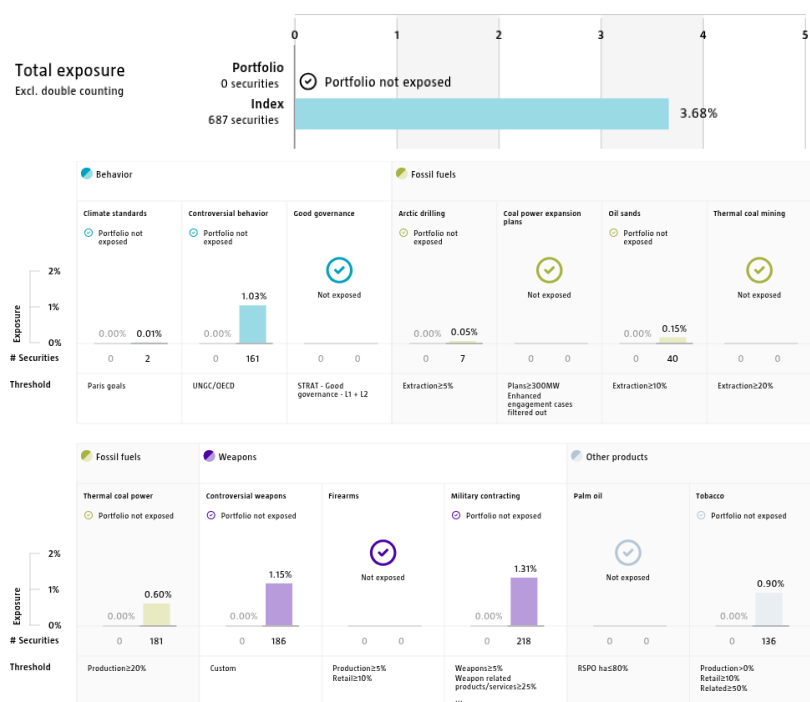 0 1 2 3 4 5
Total exposure
Excl. double counting
Portfolio
0 securities
Portfolio not exposed
Index
687 securities
3.68%
Behavior
Fossil fuels
Climate standards
Controversial behavior
Good governance
Arctic drilling
Coal power expansion
plans
Oil sands
Thermal coal mining
Portfolio not
exposed
Portfolio not
exposed
Not exposed
Portfolio not
exposed
Not exposed
Portfolio not
exposed
Not exposed
Exposure
2%
1%
0%
0.00% 0.01%
0.00% 1.03%
0.00% 0.05%
0.00% 0.15%
# Securities 0 2 0 161 0 0 0 7 0 0 0 40 0 0
Threshold
Paris goals
UNGC/OECD
STRAT - Good
governance - L1 + L2
Extraction≥5%
Plans≥300MW
Enhanced
engagement cases
filtered out
Extraction≥10%
Extraction≥20%
Fossil fuels
Weapons
Other products
Thermal coal power
Controversial weapons
Firearms
Military contracting
Palm oil
Tobacco
Portfolio not exposed
Portfolio not exposed
Not exposed
Portfolio not exposed
Not exposed
Portfolio not exposed
Exposure
2%
1%
0%
0.00% 0.60%
0.00% 1.15%
0.00% 1.31%
0.00% 0.90%
# Securities 0 181 0 186 0 0 0 218 0 0 0 136
Threshold
Production≥20%
Custom
Production≥5%
Retail≥10%
Weapons≥5%
Weapon related
products/services≥25%
RSPO ha≤80%
Production>0%
Retail≥10%
Related≥50%